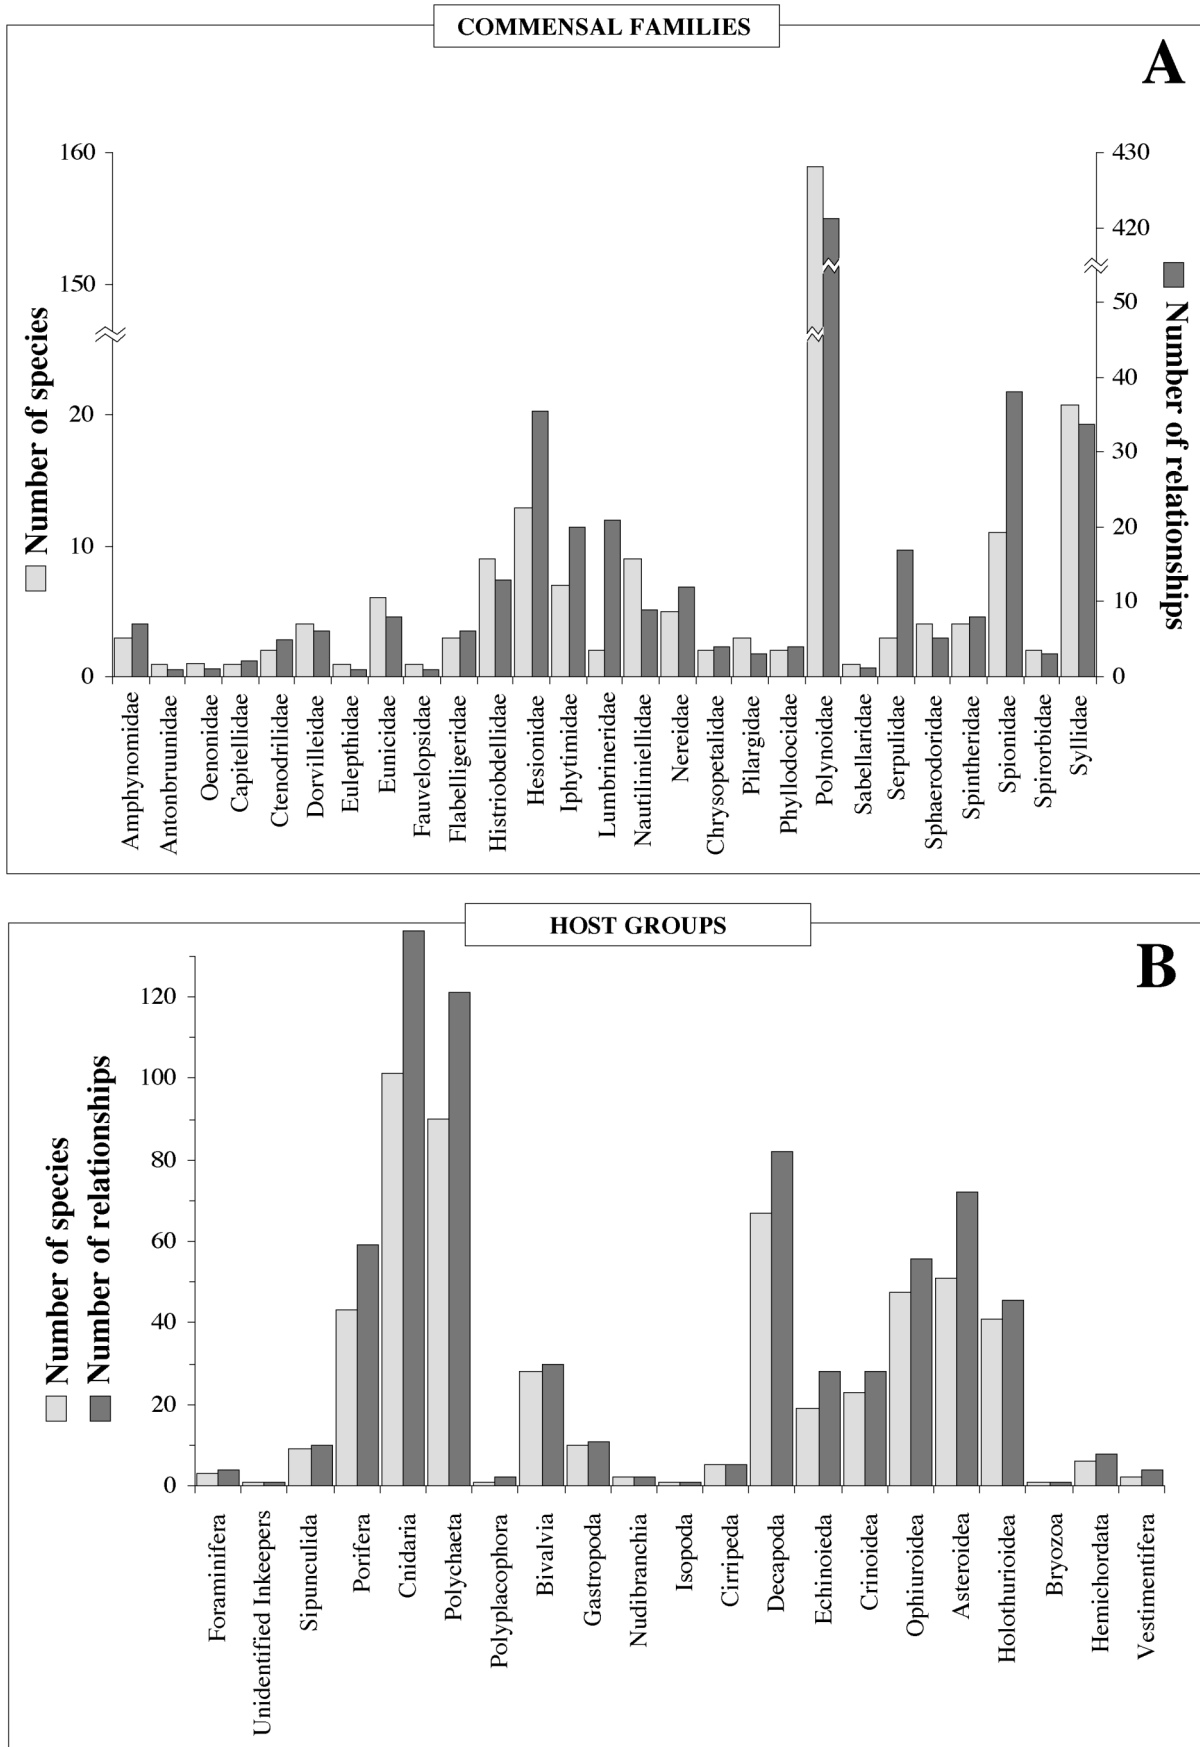 COMMENSAL FAMILIES
A
160
150
20
10
0
Number of species
430
420
50
40
30
20
10
0
Number of relationships
Amphynomidae
Antonbruunidae
Oenonidae
Capitellidae
Ctenodrilidae
Dorvilleidae
Eulepthidae
Eunicidae
Fauvelopsidae
Flabelligeridae
Histriobdellidae
Hesionidae
Iphytimidae
Lumbrineridae
Nautiliniellidae
Nereidae
Chrysopetalidae
Pilargidae
Phyllodocidae
Polynoidae
Sabellaridae
Serpulidae
Sphaerodoridae
Spintheridae
Spionidae
Spirorbidae
Syllidae
HOST GROUPS
B
120
100
80
60
40
20
0
Number of species
Number of relationships
Foraminifera
Unidentified Inkeepers
Sipunculida
Porifera
Cnidaria
Polychaeta
Polyplacophora
Bivalvia
Gastropoda
Nudibranchia
Isopoda
Cirripeda
Decapoda
Echinoieda
Crinoidea
Ophiuroidea
Asteroidea
Holothurioidea
Bryozoa
Hemichordata
Vestimentifera